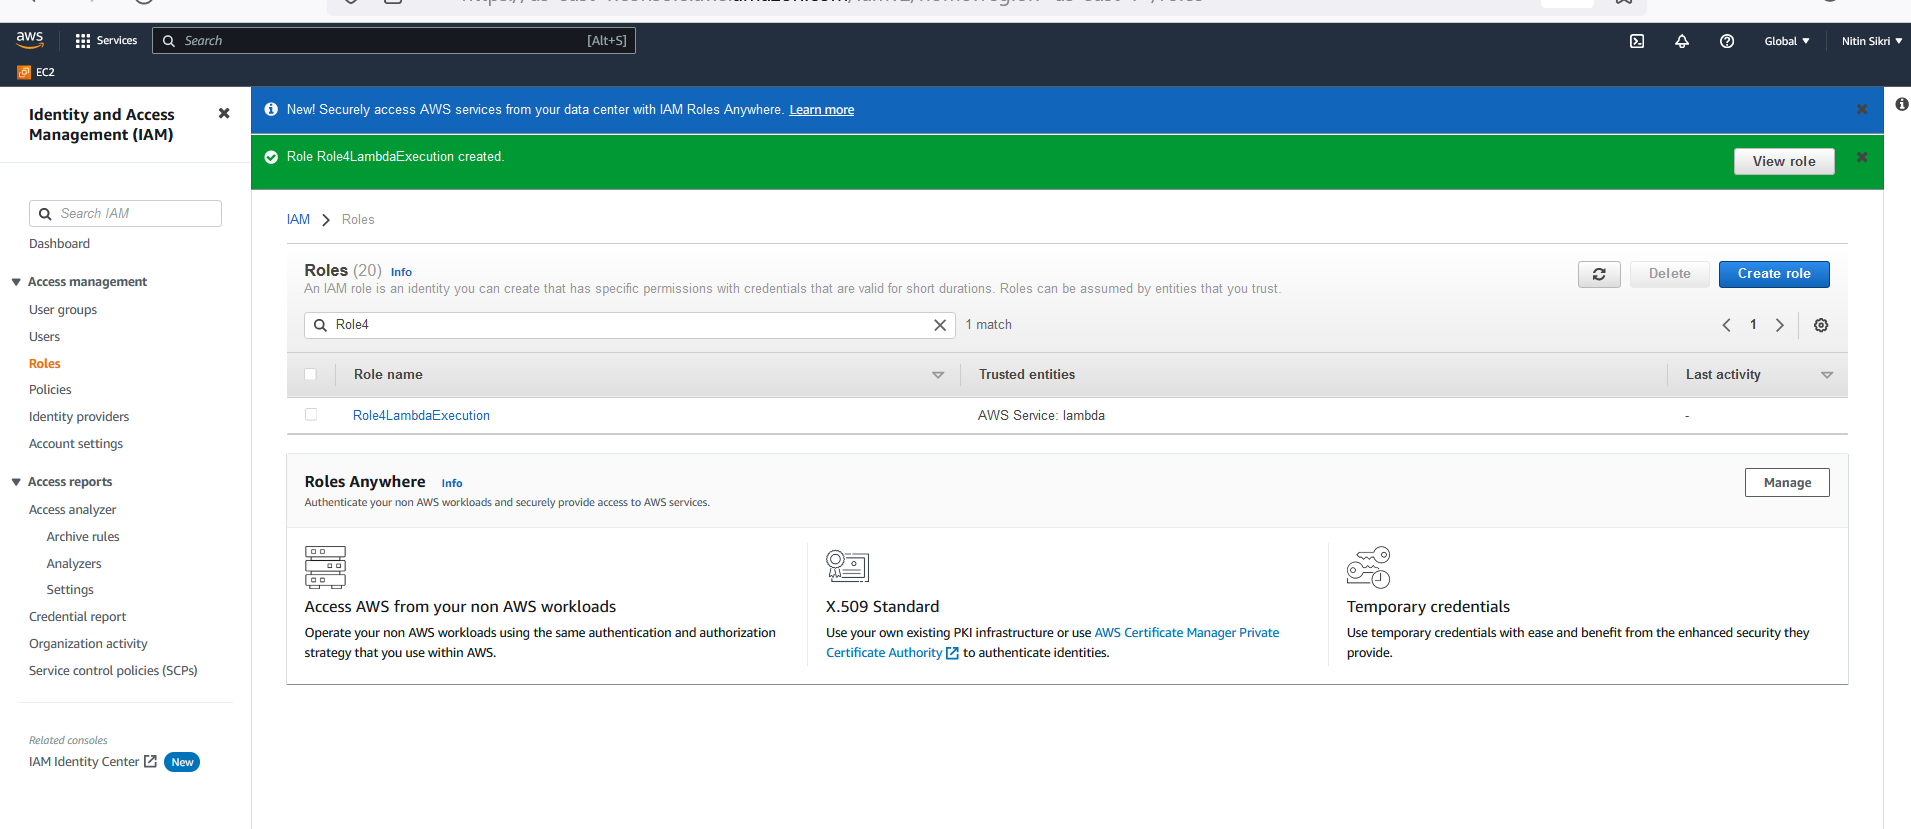 aws
Services
Search [Alt+S]
Global
Nitin Sikri
EC2
Identity and Access
Management (IAM)
Search IAM
Dashboard
Access management
User groups
Users
Roles
Policies
Identity providers
Account settings
Access reports
Access analyzer
Archive rules
Analyzers
Settings
Credential report
Organization activity
Service control policies (SCPs)
Related consoles
IAM Identity Center New
New! Securely access AWS services from your data center with IAM Roles Anywhere. Learn more
Role Role4LambdaExecution created.
View role
IAM > Roles
Roles (20) Info
An IAM role is an identity you can create that has specific permissions with credentials that are valid for short durations. Roles can be assumed by entities that you trust.
Delete
Create role
Role4
1 match
1
Role name Trusted entities Last activity
Role4LambdaExecution AWS Service: lambda -
Roles Anywhere Info
Authenticate your non AWS workloads and securely provide access to AWS services.
Manage
Access AWS from your non AWS workloads
Operate your non AWS workloads using the same authentication and authorization
strategy that you use within AWS.
X.509 Standard
Use your own existing PKI infrastructure or use AWS Certificate Manager Private
Certificate Authority to authenticate identities.
Temporary credentials
Use temporary credentials with ease and benefit from the enhanced security they
provide.